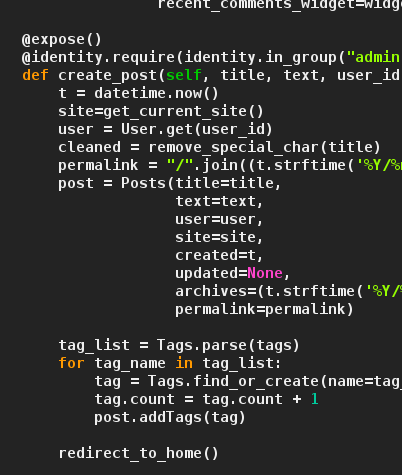 recent_comments_widget=widg
@expose()
@identity.require(identity.in_group("admin
def create_post(self, title, text, user_id
    t = datetime.now()
    site=get_current_site()
    user = User.get(user_id)
    cleaned = remove_special_char(title)
    permalink = "/".join((t.strftime('%Y/%
    post = Posts(title=title,
                 text=text,
                 user=user,
                 site=site,
                 created=t,
                 updated=None,
                 archives=(t.strftime('%Y/%
                 permalink=permalink)
    tag_list = Tags.parse(tags)
    for tag_name in tag_list:
        tag = Tags.find_or_create(name=tag_
        tag.count = tag.count + 1
        post.addTags(tag)
    redirect_to_home()